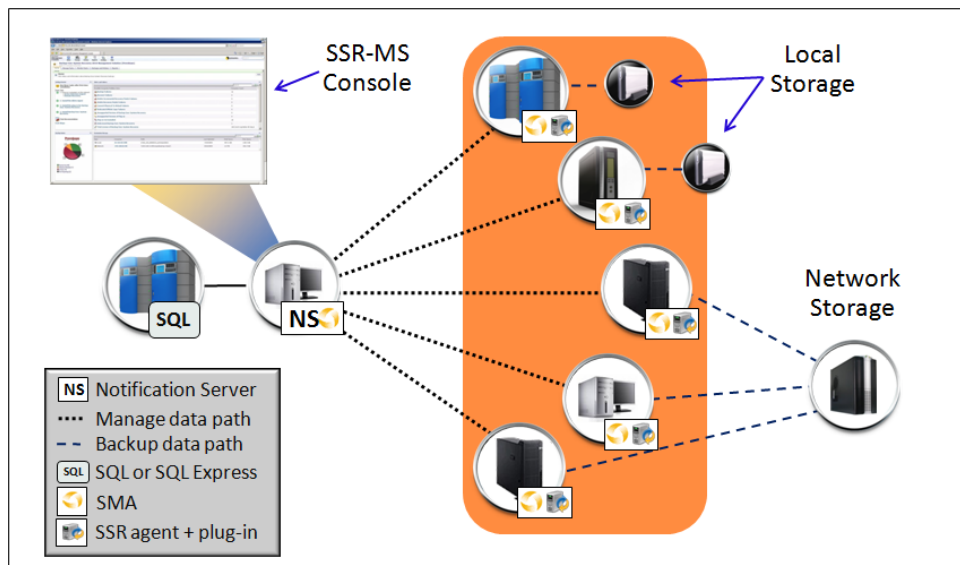 SSR-MS
Console
Local
Storage
Network
Storage
SQL
NS
NS Notification Server
Manage data path
Backup data path
SQL SQL or SQL Express
SMA
SSR agent + plug-in